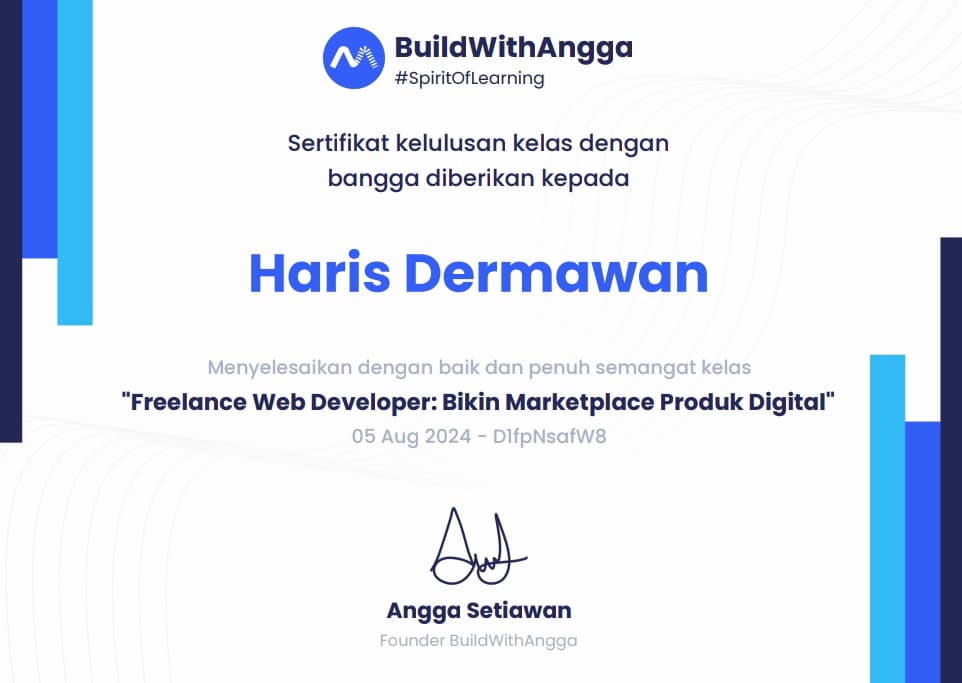 BuildWithAngga
#SpiritOfLearning
Sertifikat kelulusan kelas dengan
bangga diberikan kepada
Haris Dermawan
Menyelesaikan dengan baik dan penuh semangat kelas
"Freelance Web Developer: Bikin Marketplace Produk Digital"
05 Aug 2024 - D1fpNsafW8
Angga Setiawan
Founder BuildWithAngga